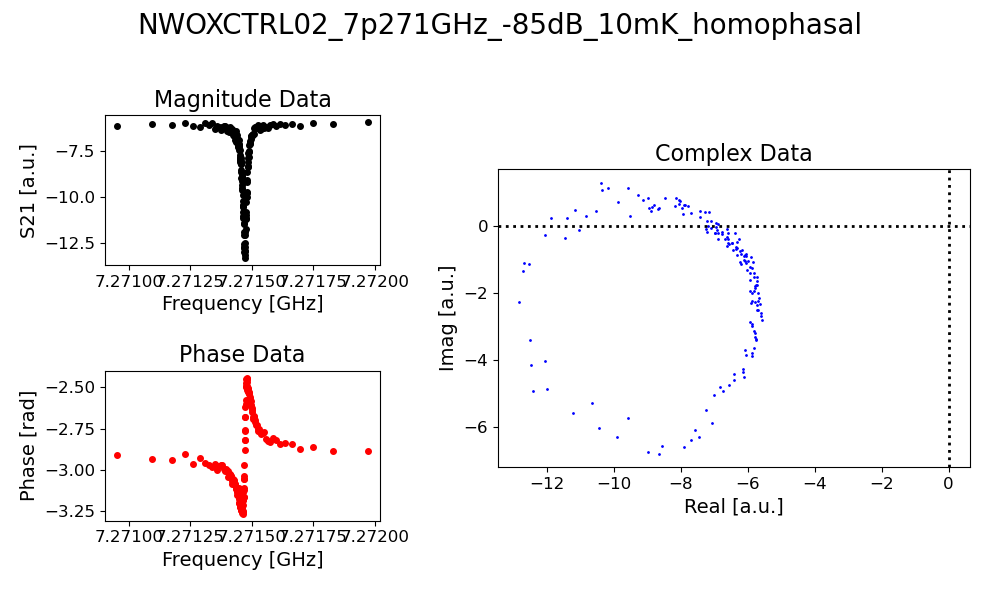 NWOXCTRL02_7p271GHz_-85dB_10mK_homophasal
Magnitude Data
S21 [a.u.]
−7.5
−10.0
−12.5
7.27100 7.27125 7.27150 7.27175 7.27200
Frequency [GHz]
Phase Data
Phase [rad]
−2.50
−2.75
−3.00
−3.25
7.27100 7.27125 7.27150 7.27175 7.27200
Frequency [GHz]
Complex Data
Imag [a.u.]
0
−2
−4
−6
−12 −10 −8 −6 −4 −2 0
Real [a.u.]